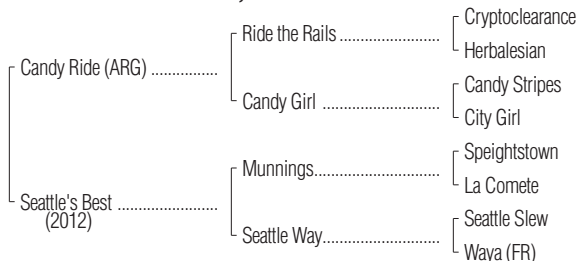 Cryptoclearance
Ride the Rails ....................
Herbalesian
Candy Ride (ARG) .............
Candy Stripes
Candy Girl ........................
City Girl
Speightstown
Munnings.........................
La Comete
Seattle's Best ....................
(2012)
Seattle Slew
Seattle Way.......................
Waya (FR)